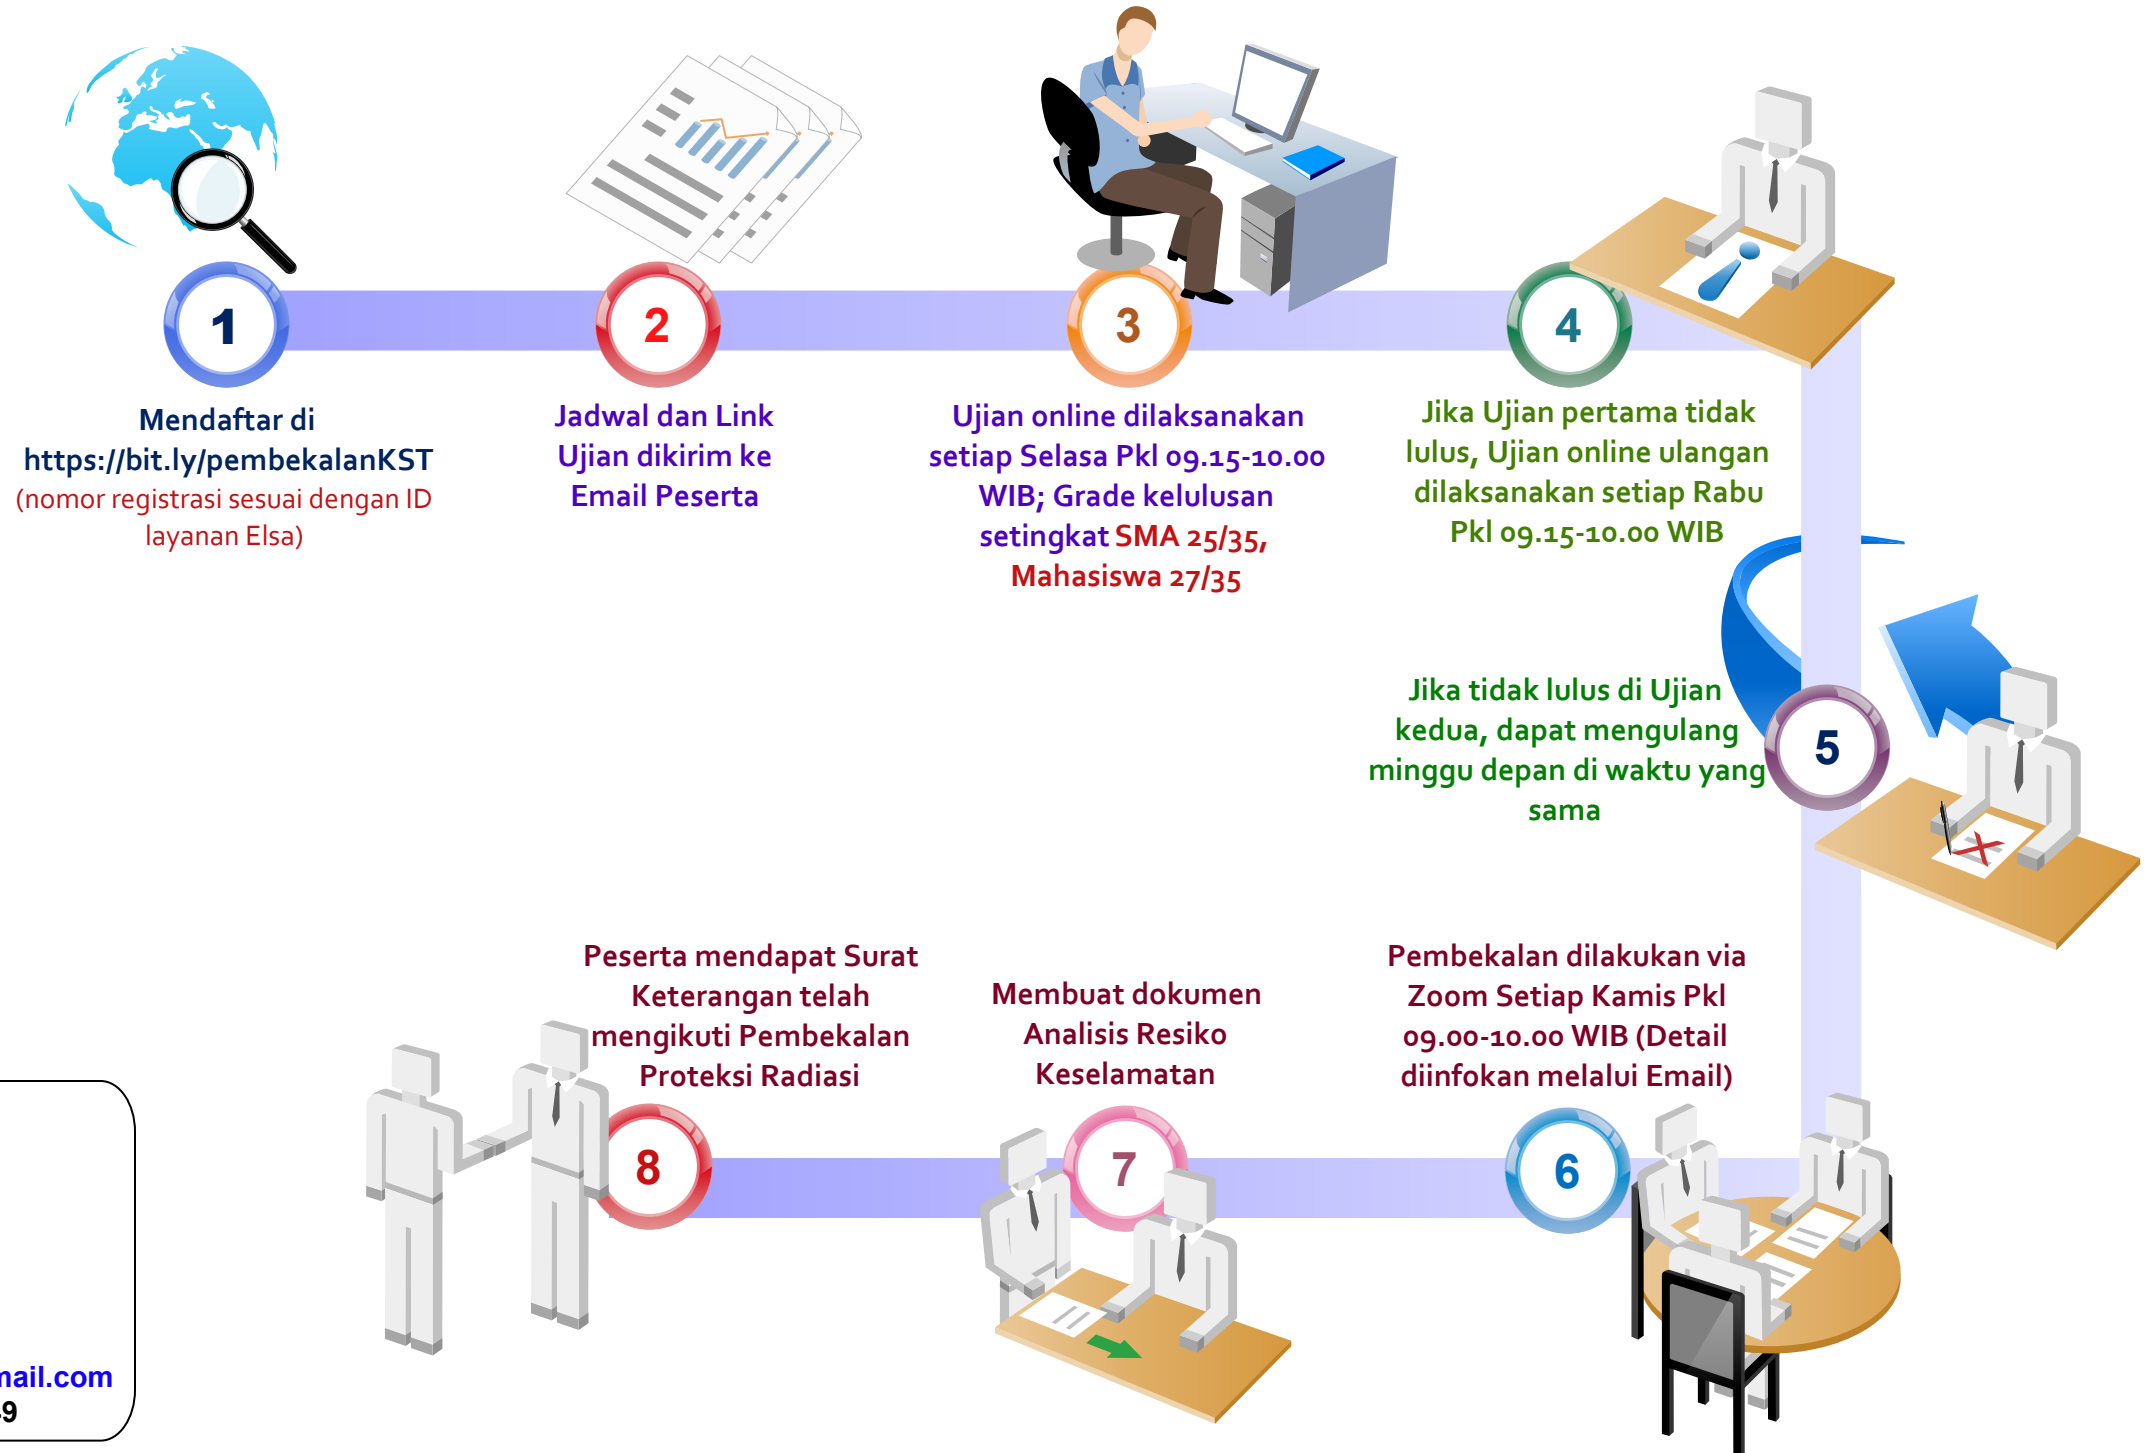 1
Mendaftar di
https://bit.ly/pembekalanKST
(nomor registrasi sesuai dengan ID
layanan Elsa)
2
Jadwal dan Link
Ujian dikirim ke
Email Peserta
3
Ujian online dilaksanakan
setiap Selasa Pkl 09.15-10.00
WIB; Grade kelulusan
setingkat SMA 25/35,
Mahasiswa 27/35
4
Jika Ujian pertama tidak
lulus, Ujian online ulangan
dilaksanakan setiap Rabu
Pkl 09.15-10.00 WIB
5
Jika tidak lulus di Ujian
kedua, dapat mengulang
minggu depan di waktu yang
sama
Pembekalan dilakukan via
Zoom Setiap Kamis Pkl
09.00-10.00 WIB (Detail
diinfokan melalui Email)
6
Membuat dokumen
Analisis Resiko
Keselamatan
7
Peserta mendapat Surat
Keterangan telah
mengikuti Pembekalan
Proteksi Radiasi
8
mail.com
9